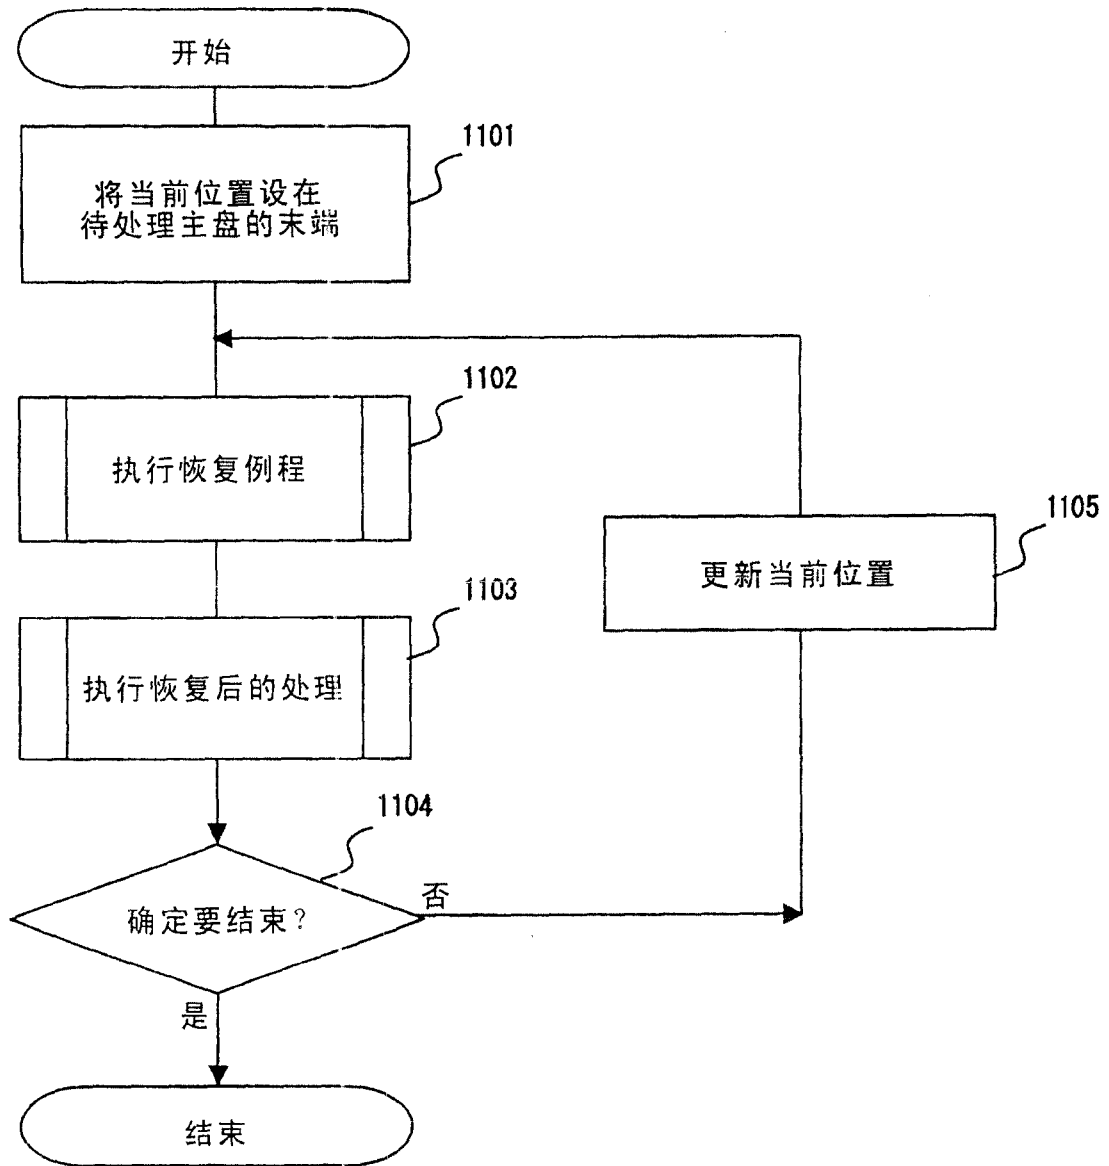 开始
1101
将当前位置设在
待处理主盘的末端
1102
执行恢复例程
1105
更新当前位置
1103
执行恢复后的处理
1104
确定要结束？
否
是
结束